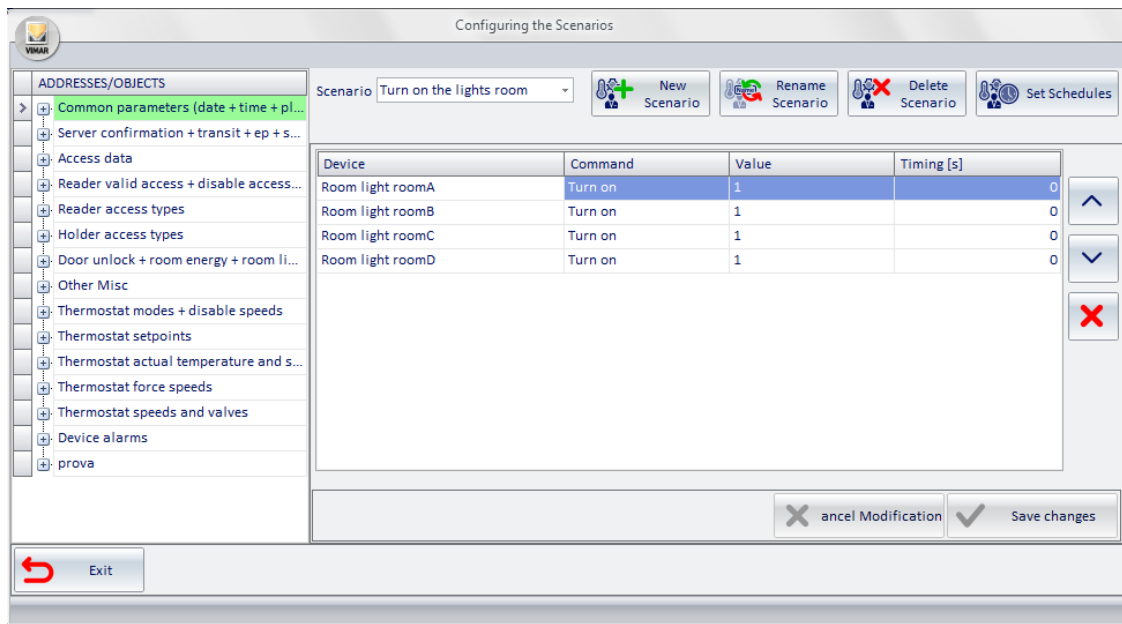 Configuring the Scenarios
VIMAR
ADDRESSES/OBJECTS
Common parameters (date + time + pl...
Server confirmation + transit + ep + s...
Access data
Reader valid access + disable access...
Reader access types
Holder access types
Door unlock + room energy + room li...
Other Misc
Thermostat modes + disable speeds
Thermostat setpoints
Thermostat actual temperature and s...
Thermostat force speeds
Thermostat speeds and valves
Device alarms
prova
Scenario Turn on the lights room
New
Scenario
Rename
Scenario
Delete
Scenario
Set Schedules
Device Command Value Timing [s]
Room light roomA Turn on 1 0
Room light roomB Turn on 1 0
Room light roomC Turn on 1 0
Room light roomD Turn on 1 0
ancel Modification Save changes
Exit